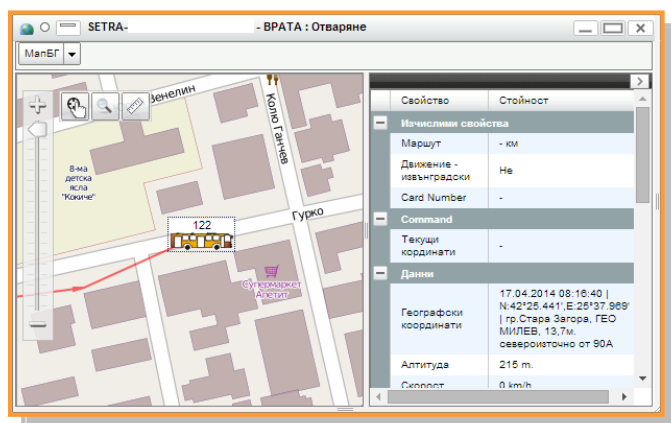 SETRA-
- ВРАТА : Отваряне
МапБГ
Венелин
Колю Ганчев
8-ма
детска
ясла
"Кокиче"
122
Гурко
Супермаркет
Апетит
Свойство Стойност
Изчислими свойства
Маршут - км
Движение -
извънградски
Не
Card Number -
Command
Текущи
кординати
-
Данни
Географски
координати
17.04.2014 08:16:40 |
N:42°25.441',E:25°37.969'
| гр.Стара Загора, ГЕО
МИЛЕВ, 13,7м.
североизточно от 90А
Алтитуда 215 m.
Скорост 0 km/h